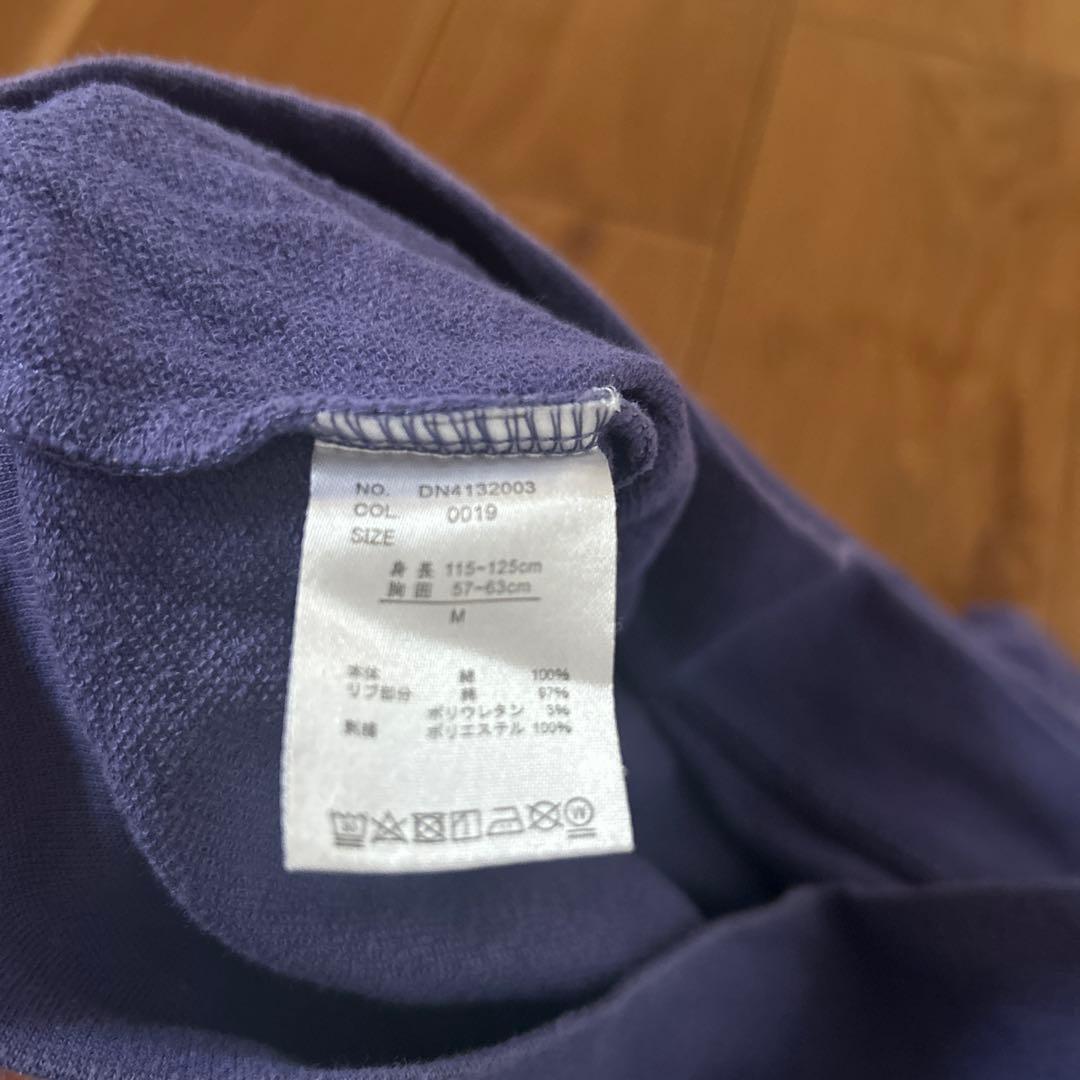 NO. DN4132003
COL. 0019
SIZE
身長 115~125cm
胸囲 57~63cm
M
本体 綿 100%
リブ部分 綿 97%
ポリウレタン 3%
刺繍 ポリエステル 100%
W